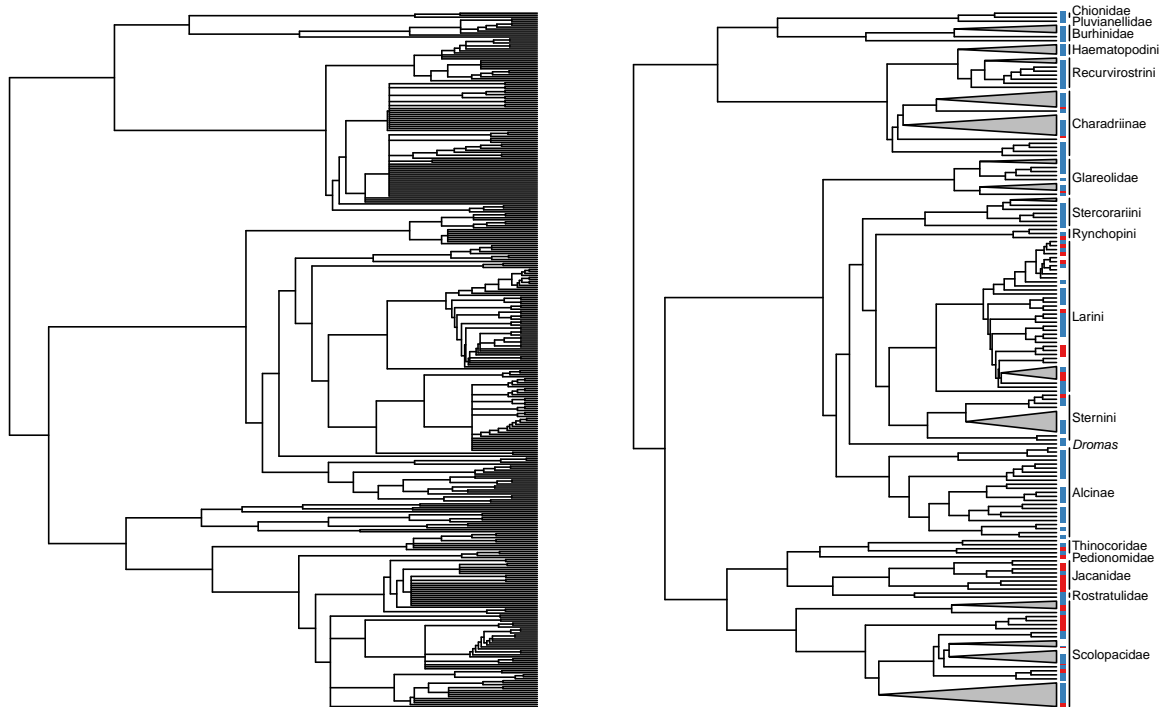 Chionidae
Pluvianellidae
Burhinidae
Haematopodini
Recurvirostrini
Charadriinae
Glareolidae
Stercorariini
Rynchopini
Larini
Sternini
Dromas
Alcinae
Thinocoridae
Pedionomidae
Jacanidae
Rostratulidae
Scolopacidae